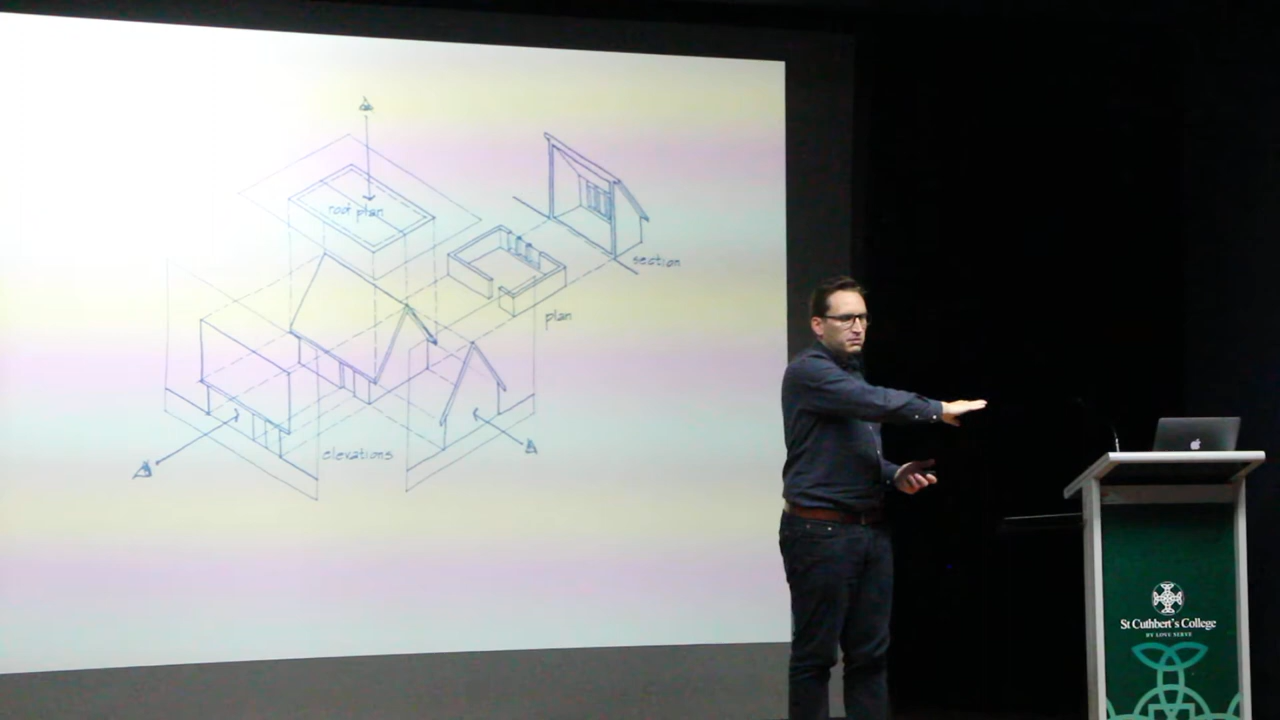 roof plan
section
plan
elevations
St Cuthbert's College
BY LOVE SERVE